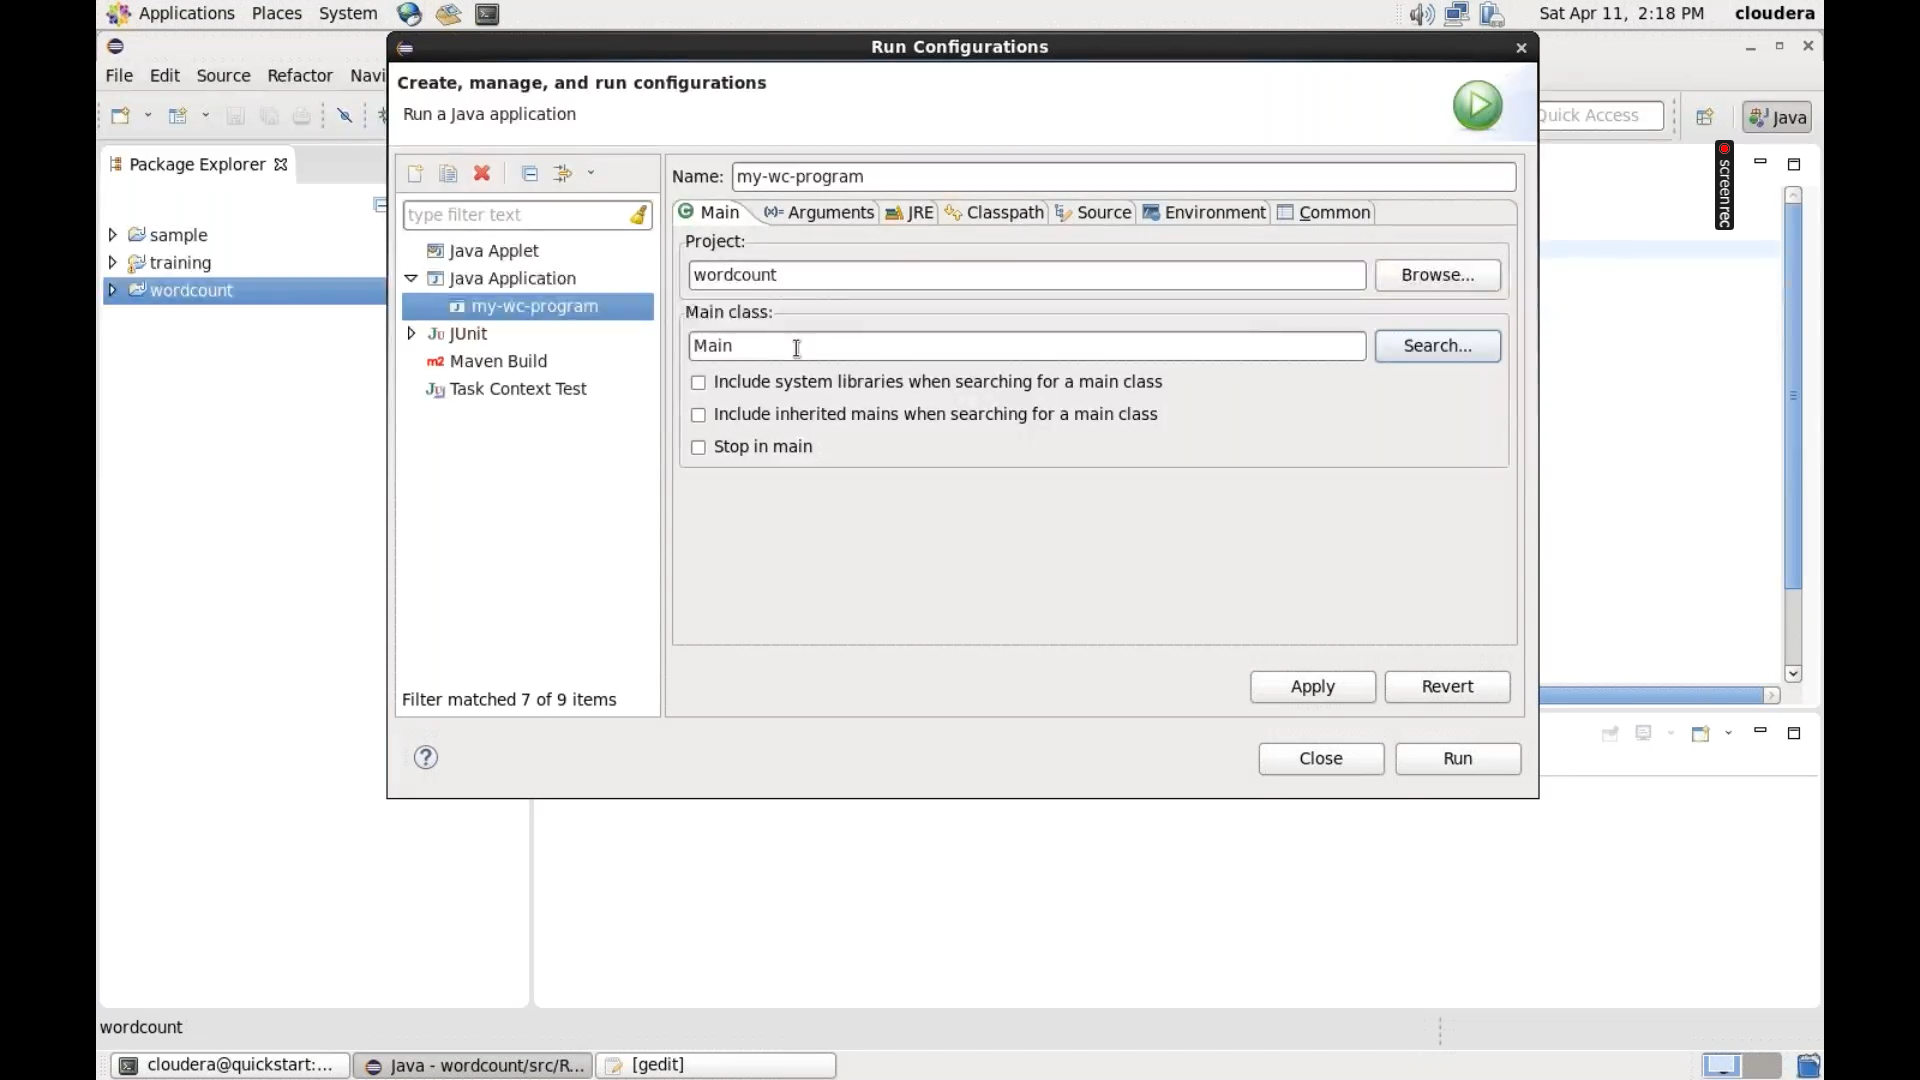 Applications Places System Sat Apr 11, 2:18 PM cloudera
Run Configurations
File Edit Source Refactor Navi
Create, manage, and run configurations
Run a Java application
Quick Access Java
Package Explorer
screenrec
Name: my-wc-program
type filter text
Main (x)= Arguments JRE Classpath Source Environment Common
sample
training
wordcount
Java Applet
Java Application
my-wc-program
JU JUnit
m2 Maven Build
Ju Task Context Test
Project:
wordcount Browse...
Main class:
Main Search...
Include system libraries when searching for a main class
Include inherited mains when searching for a main class
Stop in main
Filter matched 7 of 9 items
Apply Revert
? Close Run
wordcount
cloudera@quickstart:... Java - wordcount/src/R... [gedit]